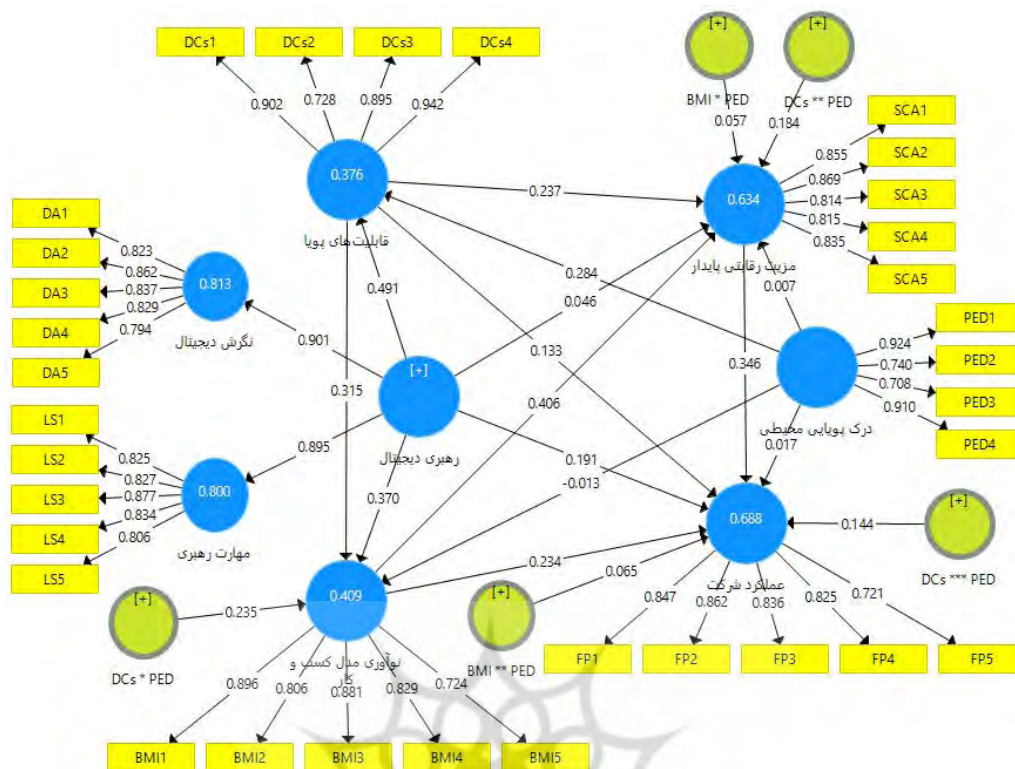 DCs1
DCs2
DCs3
DCs4
0.902
0.728
0.895
0.942
0.376
قابلیت‌های پویا
[+]
BMI * PED
0.057
[+]
DCs ** PED
0.184
0.634
مزیت رقابتی پایدار
SCA1
SCA2
SCA3
SCA4
SCA5
0.855
0.869
0.814
0.815
0.835
0.237
DA1
DA2
DA3
DA4
DA5
0.823
0.862
0.837
0.829
0.794
0.813
نگرش دیجیتال
0.901
0.491
0.284
0.046
0.007
0.315
0.133
0.346
0.406
[+]
رهبری دیجیتال
درک پویایی محیطی
0.924
0.740
0.708
0.910
PED1
PED2
PED3
PED4
LS1
LS2
LS3
LS4
LS5
0.825
0.827
0.877
0.834
0.806
0.800
مهارت رهبری
0.895
0.370
0.191
-0.013
0.017
0.688
عملکرد شرکت
0.144
[+]
DCs *** PED
[+]
DCs * PED
0.235
0.409
نوآوری مدل کسب و
کار
0.234
0.065
[+]
BMI ** PED
0.847
0.862
0.836
0.825
0.721
FP1
FP2
FP3
FP4
FP5
0.896
0.806
0.881
0.829
0.724
BMI1
BMI2
BMI3
BMI4
BMI5